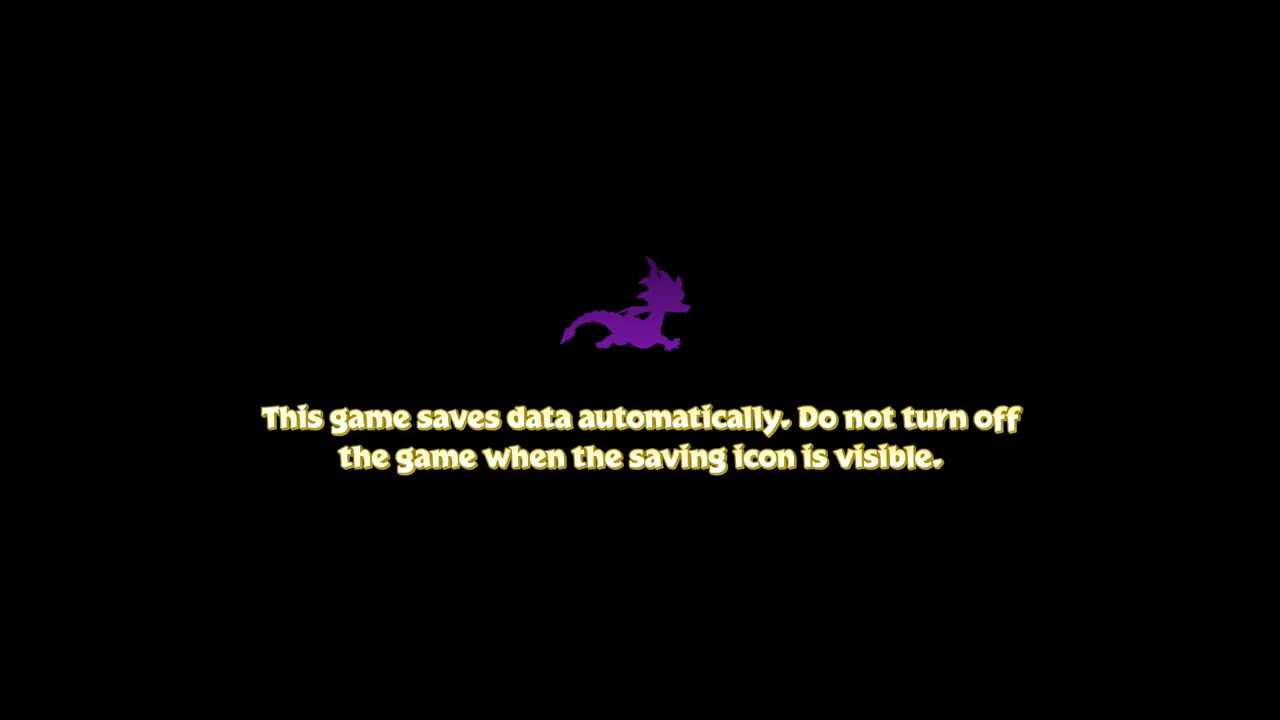 This game saves data automatically. Do not turn off
the game when the saving icon is visible.